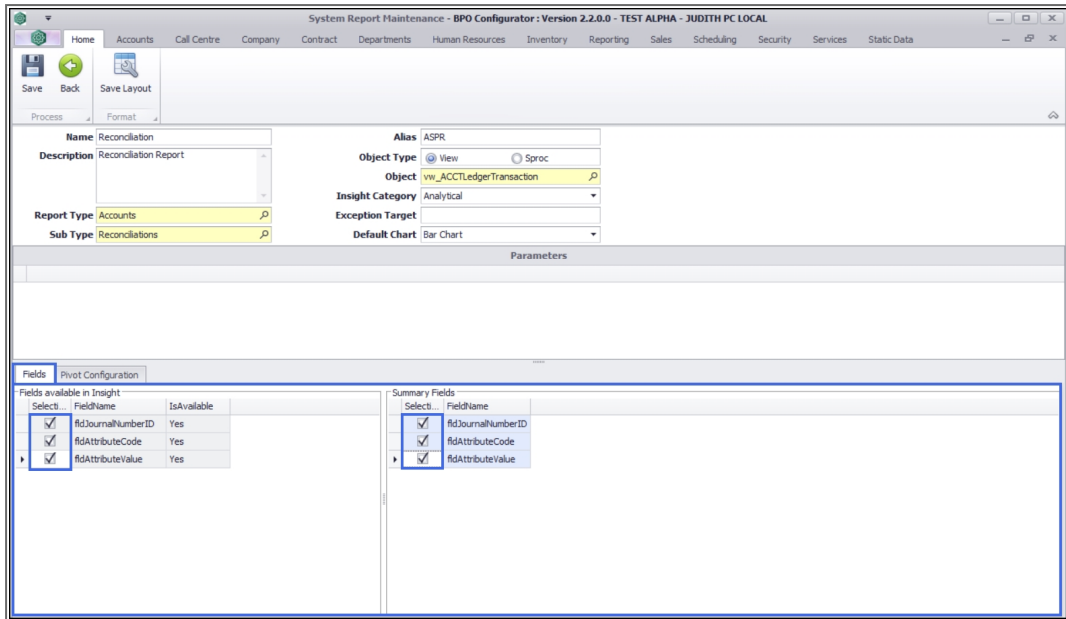 System Report Maintenance - BPO Configurator : Version 2.2.0.0 - TEST ALPHA - JUDITH PC LOCAL
Home Accounts Call Centre Company Contract Departments Human Resources Inventory Reporting Sales Scheduling Security Services Static Data
Save Back Save Layout
Process Format
Name Reconciliation Alias ASPR
Description Reconciliation Report Object Type View Sproc
Object vw_ACCTLedgerTransaction
Insight Category Analytical
Report Type Accounts Exception Target
Sub Type Reconciliations Default Chart Bar Chart
Parameters
Fields Pivot Configuration
Fields available in Insight Summary Fields
Selecti... FieldName IsAvailable Selecti... FieldName
fldJournalNumberID Yes fldJournalNumberID
fldAttributeCode Yes fldAttributeCode
fldAttributeValue Yes fldAttributeValue